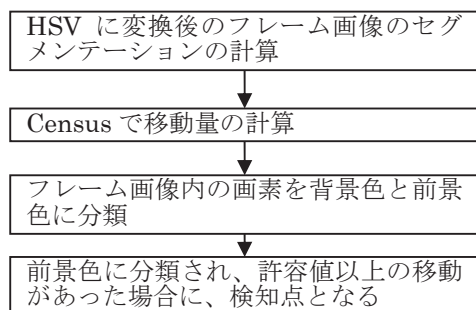 HSV に変換後のフレーム画像のセグ
メンテーションの計算
Census で移動量の計算
フレーム画像内の画素を背景色と前景
色に分類
前景色に分類され、許容値以上の移動
があった場合に、検知点となる